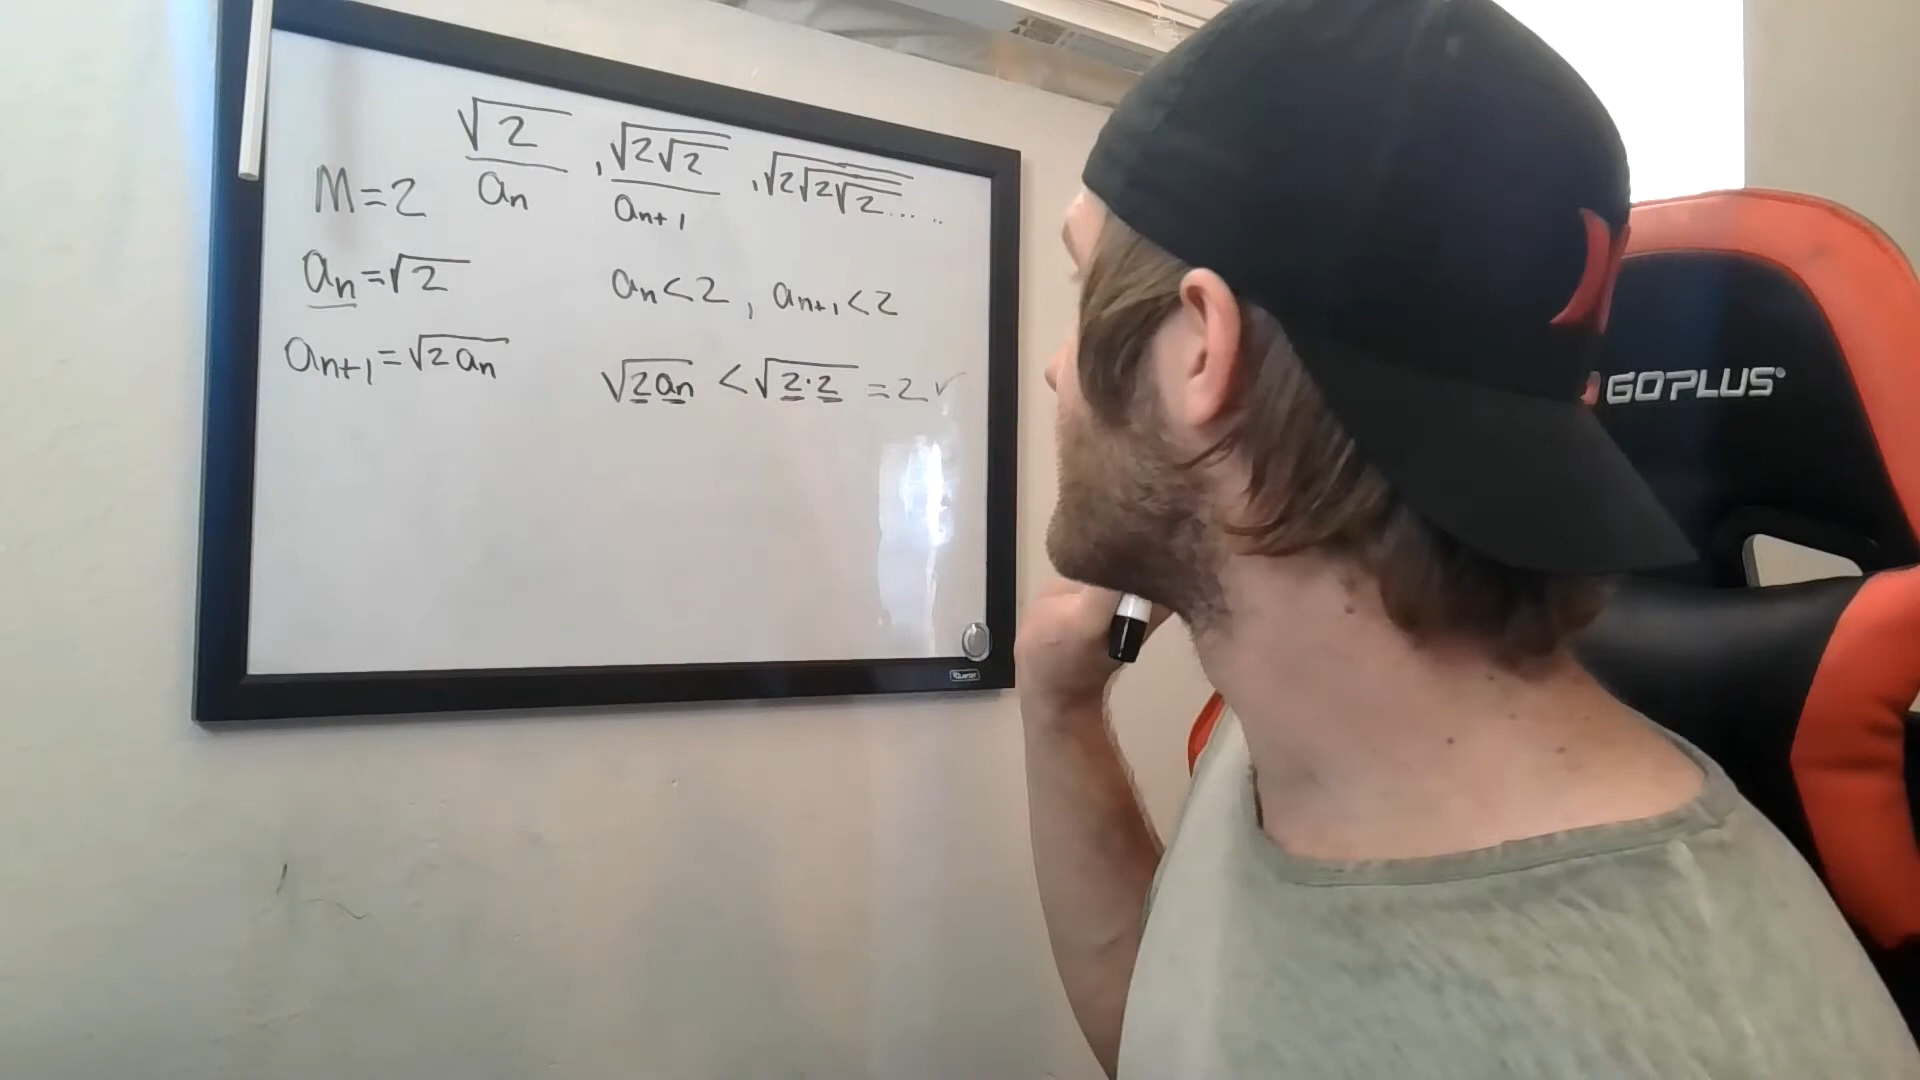 √2 , √2√2 , √2√2√2.....
an an+1
M=2
an=√2
an<2 , an+1<2
an+1=√2an
√2an <√2·2 =2✓
GOPLUS
Quartet